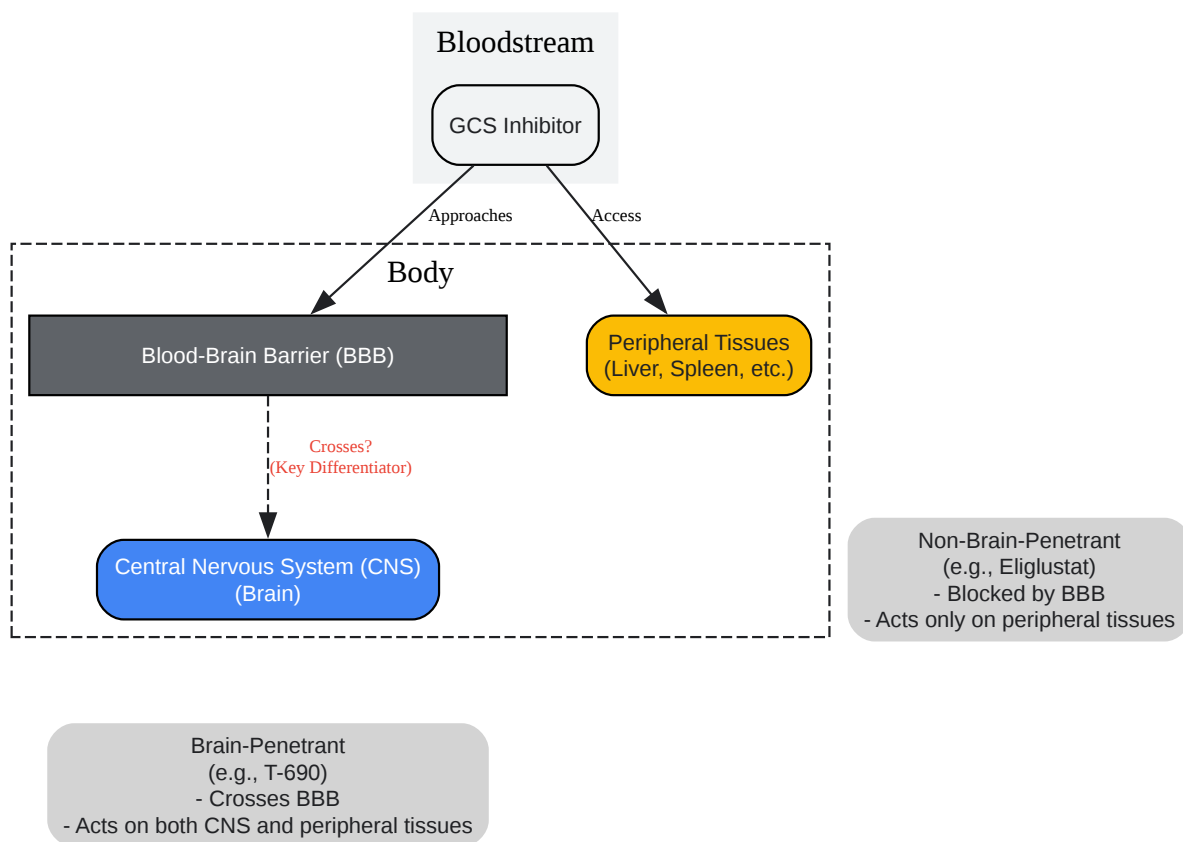 Bloodstream
GCS Inhibitor
Approaches
Access
Body
Blood-Brain Barrier (BBB)
Peripheral Tissues
(Liver, Spleen, etc.)
Crosses?
(Key Differentiator)
Central Nervous System (CNS)
(Brain)
Non-Brain-Penetrant
(e.g., Eliglustat)
- Blocked by BBB
- Acts only on peripheral tissues
Brain-Penetrant
(e.g., T-690)
- Crosses BBB
- Acts on both CNS and peripheral tissues